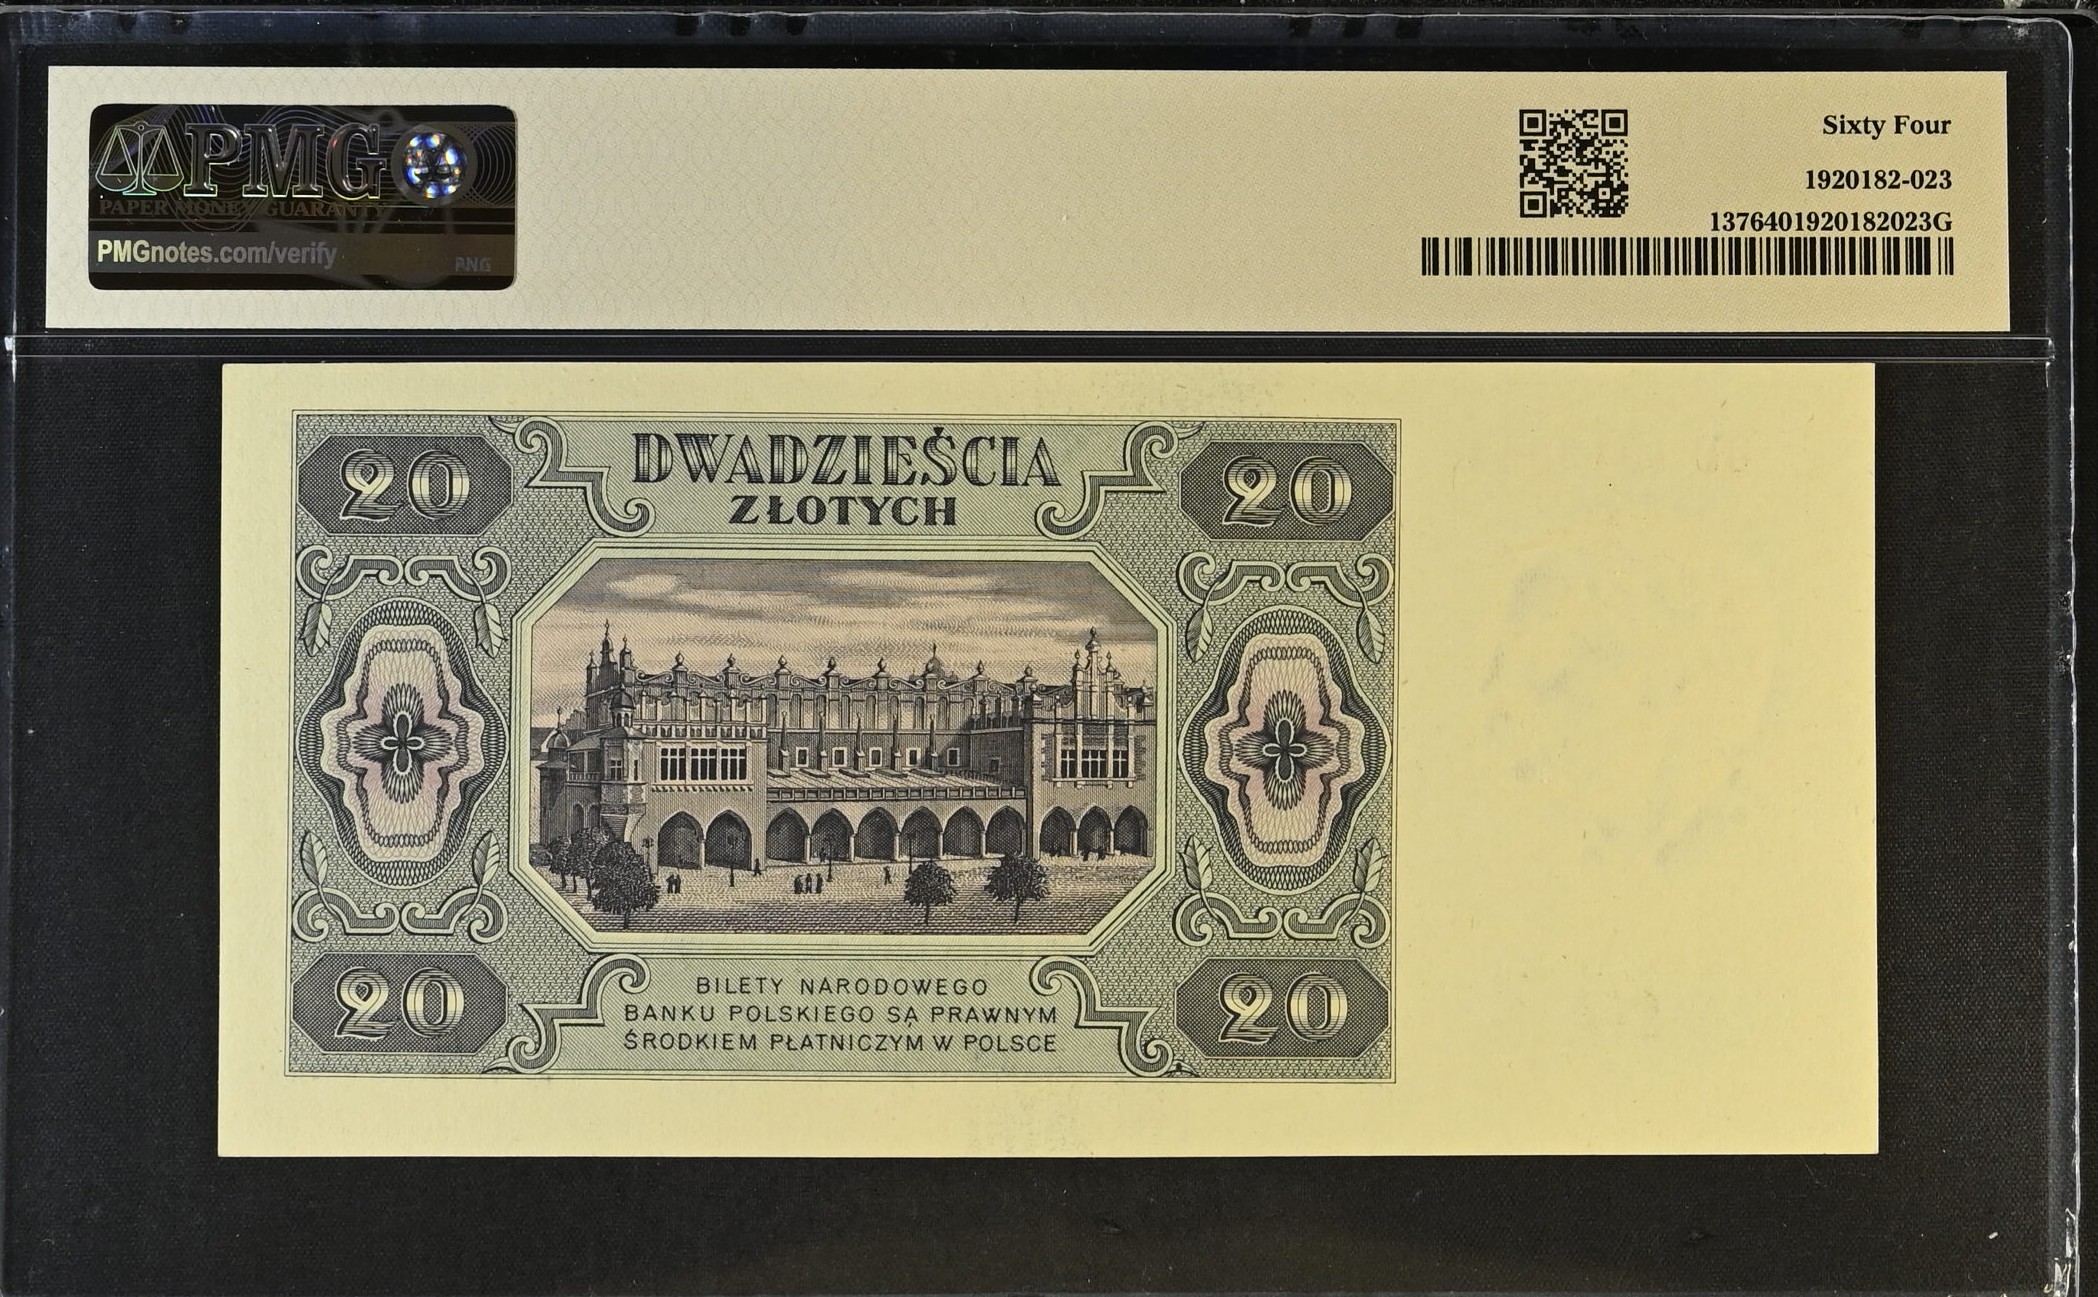 PMG
PAPER MONEY GUARANTY
PMGnotes.com/verify
PNG
Sixty Four
1920182-023
1376401920182023G
20
DWADZIEŚCIA
20
ZŁOTYCH
20
BILETY NARODOWEGO
20
BANKU POLSKIEGO SĄ PRAWNYM
ŚRODKIEM PŁATNICZYM W POLSCE